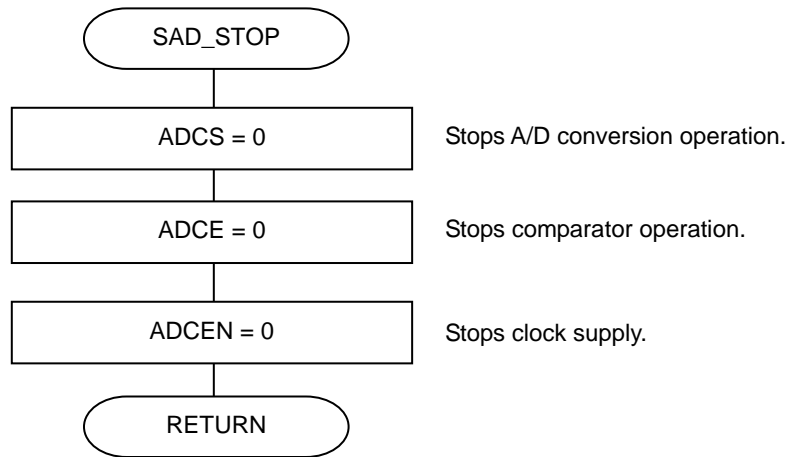 SAD_STOP
ADCS = 0
Stops A/D conversion operation.
ADCE = 0
Stops comparator operation.
ADCEN = 0
Stops clock supply.
RETURN